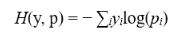 H(y, p) = − ∑ᵢyᵢlog(pᵢ)